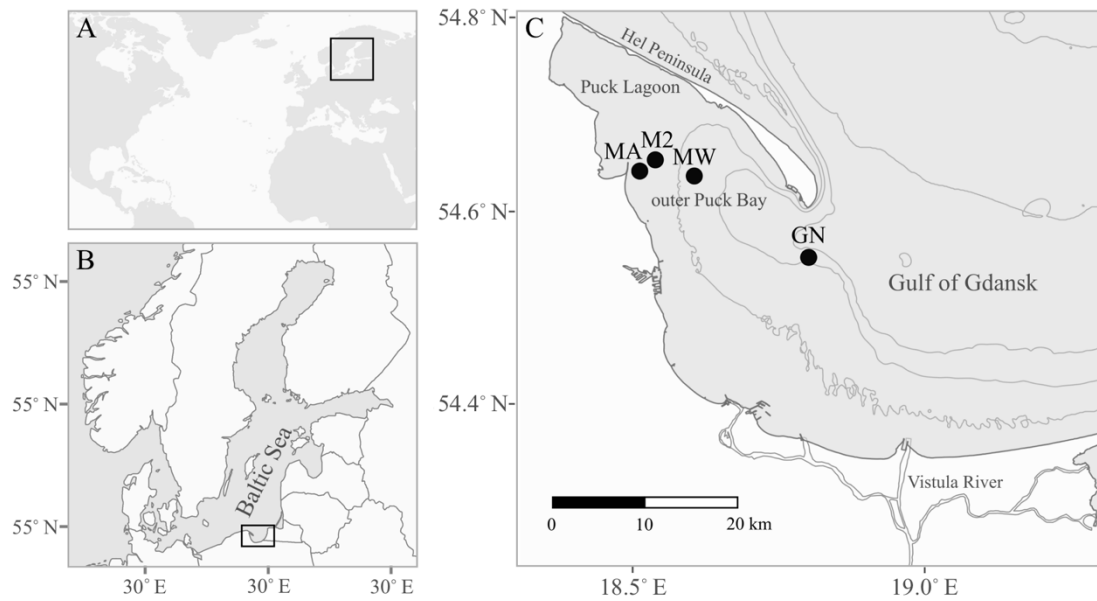 A
B
55° N
55° N
55° N
30° E
30° E
30° E
Baltic Sea
C
54.8°
54.6°
54.4°
Hel Peninsula
Puck Lagoon
MA
M2
MW
outer Puck Bay
GN
Gulf of Gdansk
Vistula River
0
10
20 km
18.5°
19.0°